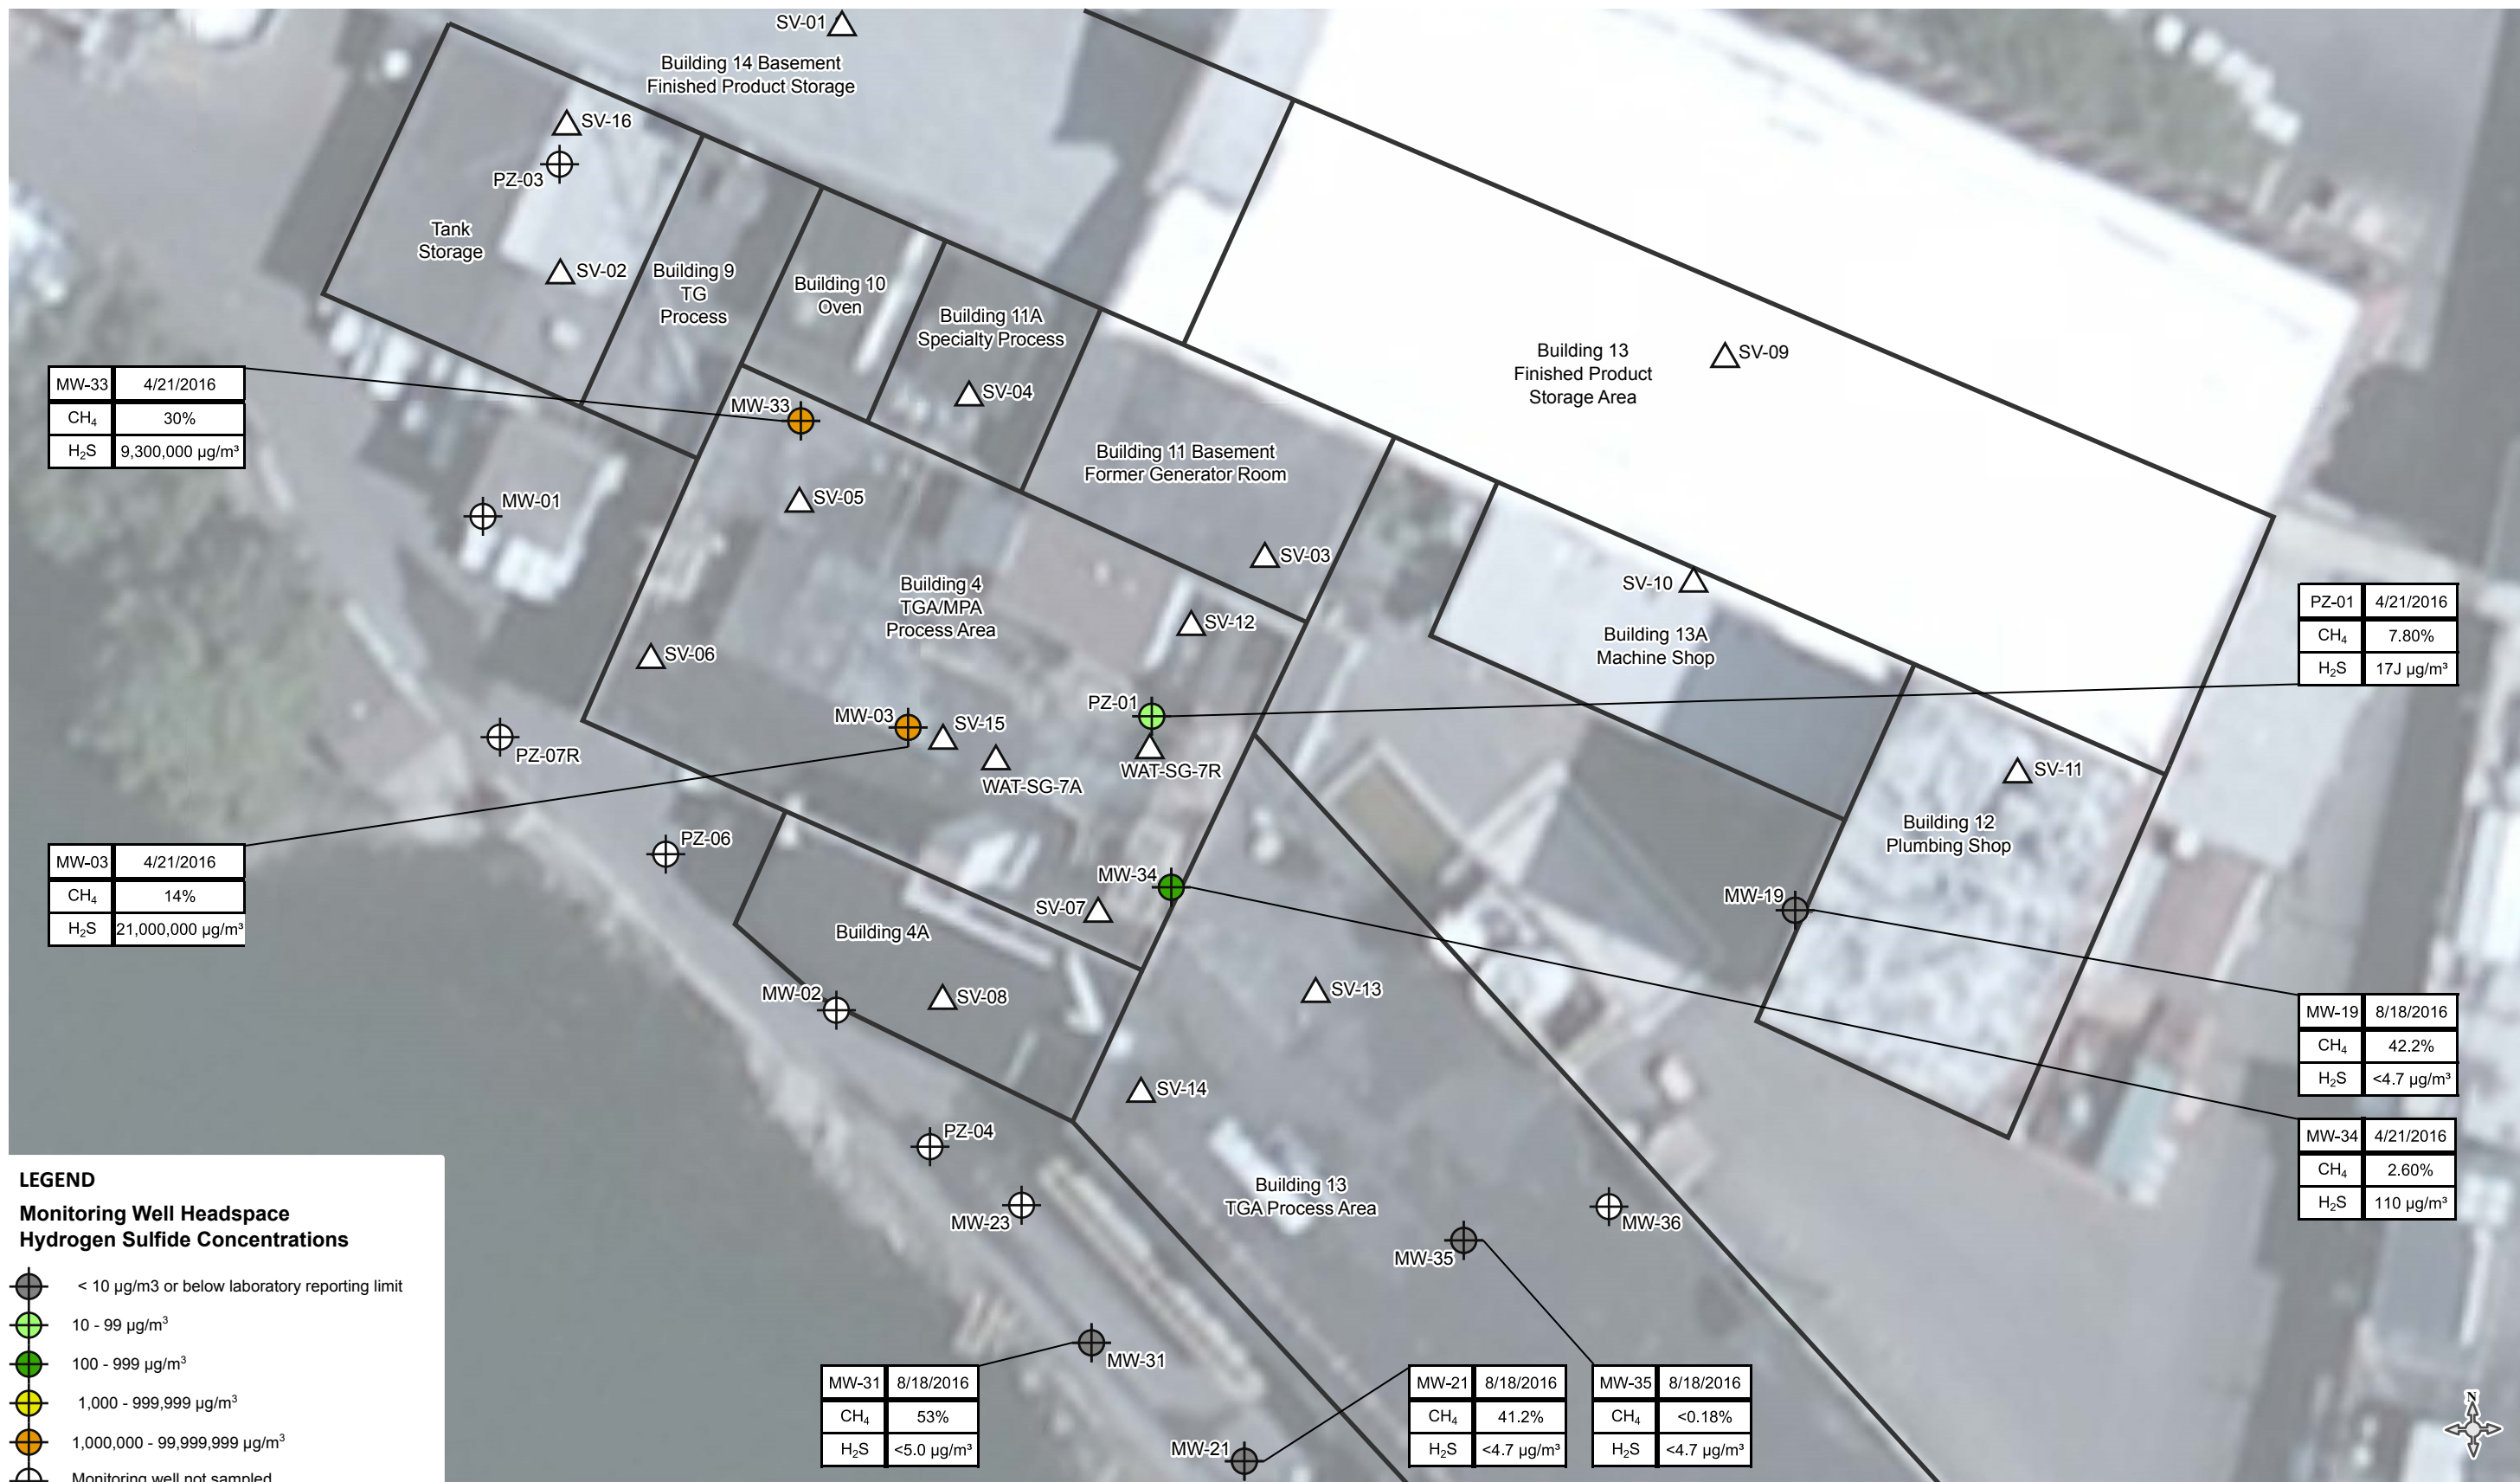 SV-01
Building 14 Basement
Finished Product Storage
SV-16
PZ-03
Tank
Storage
SV-02
Building 9
TG
Process
Building 10
Oven
Building 11A
Specialty Process
SV-04
Building 13
Finished Product
Storage Area
SV-09
MW-33 4/21/2016
CH₄ 30%
H₂S 9,300,000 µg/m³
MW-33
MW-01
SV-05
Building 11 Basement
Former Generator Room
SV-03
Building 4
TGA/MPA
Process Area
SV-12
SV-10
Building 13A
Machine Shop
PZ-01 4/21/2016
CH₄ 7.80%
H₂S 17J µg/m³
SV-06
PZ-07R
MW-03
SV-15
WAT-SG-7A
PZ-01
WAT-SG-7R
SV-11
Building 12
Plumbing Shop
MW-03 4/21/2016
CH₄ 14%
H₂S 21,000,000 µg/m³
PZ-06
MW-34
SV-07
Building 4A
MW-19
MW-02
SV-08
SV-13
MW-19 8/18/2016
CH₄ 42.2%
H₂S <4.7 µg/m³
SV-14
PZ-04
MW-34 4/21/2016
CH₄ 2.60%
H₂S 110 µg/m³
MW-23
Building 13
TGA Process Area
MW-36
MW-35
MW-31
MW-31 8/18/2016
CH₄ 53%
H₂S <5.0 µg/m³
MW-21
MW-21 8/18/2016
CH₄ 41.2%
H₂S <4.7 µg/m³
MW-35 8/18/2016
CH₄ <0.18%
H₂S <4.7 µg/m³
N
LEGEND
Monitoring Well Headspace
Hydrogen Sulfide Concentrations
< 10 µg/m3 or below laboratory reporting limit
10 - 99 µg/m³
100 - 999 µg/m³
1,000 - 999,999 µg/m³
1,000,000 - 99,999,999 µg/m³
Monitoring well not sampled